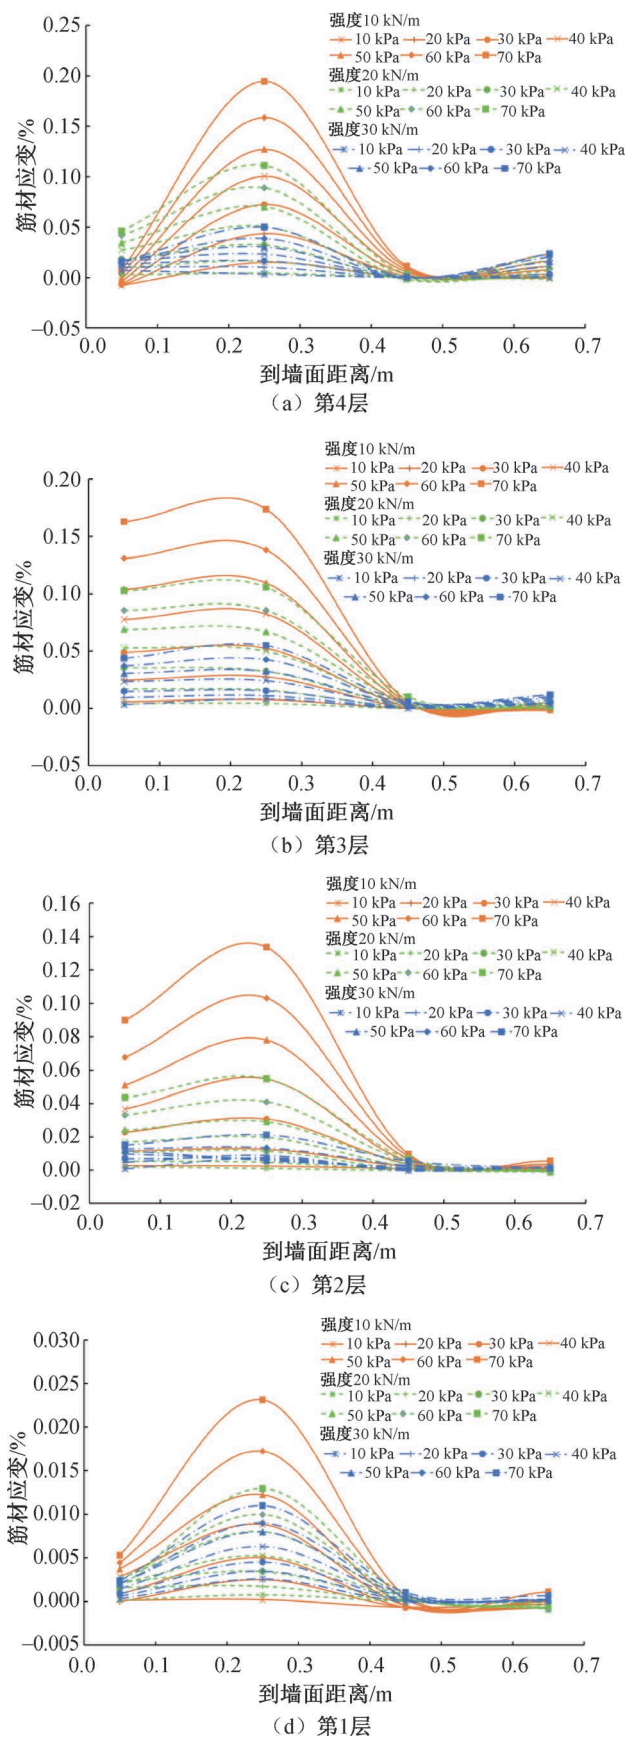 强度10 kN/m
10 kPa 20 kPa 30 kPa 40 kPa
50 kPa 60 kPa 70 kPa
强度20 kN/m
10 kPa 20 kPa 30 kPa 40 kPa
50 kPa 60 kPa 70 kPa
强度30 kN/m
10 kPa 20 kPa 30 kPa 40 kPa
50 kPa 60 kPa 70 kPa
0.25
0.20
0.15
0.10
0.05
0.00
−0.05
筋材应变/%
0.0 0.1 0.2 0.3 0.4 0.5 0.6 0.7
到墙面距离/m
（a）第4层
强度10 kN/m
10 kPa 20 kPa 30 kPa 40 kPa
50 kPa 60 kPa 70 kPa
强度20 kN/m
10 kPa 20 kPa 30 kPa 40 kPa
50 kPa 60 kPa 70 kPa
强度30 kN/m
10 kPa 20 kPa 30 kPa 40 kPa
50 kPa 60 kPa 70 kPa
0.20
0.15
0.10
0.05
0.00
−0.05
筋材应变/%
0.0 0.1 0.2 0.3 0.4 0.5 0.6 0.7
到墙面距离/m
（b）第3层
强度10 kN/m
10 kPa 20 kPa 30 kPa 40 kPa
50 kPa 60 kPa 70 kPa
强度20 kN/m
10 kPa 20 kPa 30 kPa 40 kPa
50 kPa 60 kPa 70 kPa
强度30 kN/m
10 kPa 20 kPa 30 kPa 40 kPa
50 kPa 60 kPa 70 kPa
0.16
0.14
0.12
0.10
0.08
0.06
0.04
0.02
0.00
−0.02
筋材应变/%
0.0 0.1 0.2 0.3 0.4 0.5 0.6 0.7
到墙面距离/m
（c）第2层
强度10 kN/m
10 kPa 20 kPa 30 kPa 40 kPa
50 kPa 60 kPa 70 kPa
强度20 kN/m
10 kPa 20 kPa 30 kPa 40 kPa
50 kPa 60 kPa 70 kPa
强度30 kN/m
10 kPa 20 kPa 30 kPa 40 kPa
50 kPa 60 kPa 70 kPa
0.030
0.025
0.020
0.015
0.010
0.005
0.000
−0.005
筋材应变/%
0.0 0.1 0.2 0.3 0.4 0.5 0.6 0.7
到墙面距离/m
（d）第1层